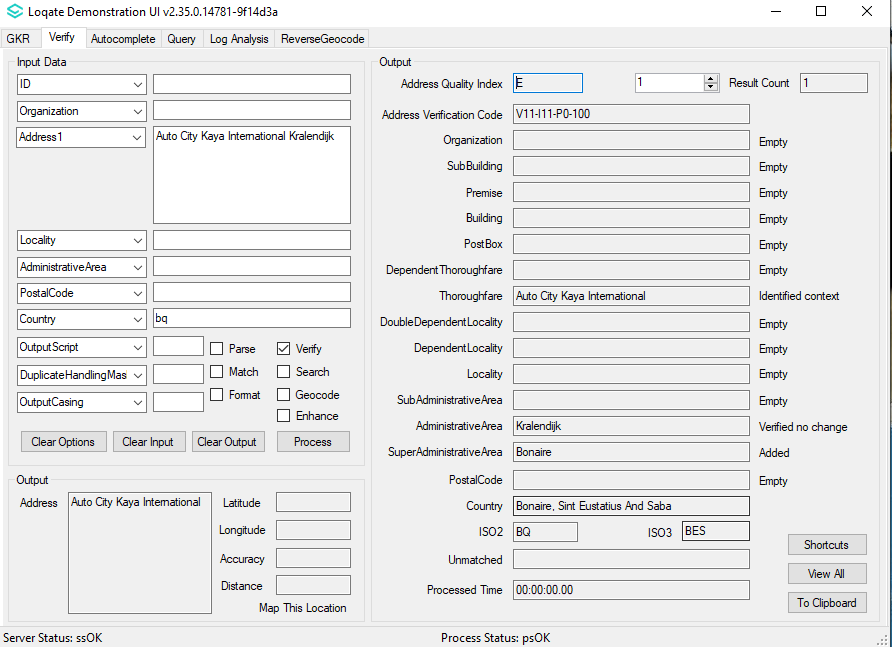 Loqate Demonstration UI v2.35.0.14781-9f14d3a
GKR Verify Autocomplete Query Log Analysis ReverseGeocode
Input Data
ID
Organization
Address1 Auto City Kaya International Kralendijk
Locality
AdministrativeArea
PostalCode
Country bq
OutputScript Parse Verify
DuplicateHandlingMas Match Search
OutputCasing Format Geocode
Enhance
Clear Options Clear Input Clear Output Process
Output
Address Auto City Kaya International Latitude
Longitude
Accuracy
Distance
Map This Location
Output
Address Quality Index E 1 Result Count 1
Address Verification Code V11-I11-P0-100
Organization Empty
SubBuilding Empty
Premise Empty
Building Empty
PostBox Empty
DependentThoroughfare Empty
Thoroughfare Auto City Kaya International Identified context
DoubleDependentLocality Empty
DependentLocality Empty
Locality Empty
SubAdministrativeArea Empty
AdministrativeArea Kralendijk Verified no change
SuperAdministrativeArea Bonaire Added
PostalCode Empty
Country Bonaire, Sint Eustatius And Saba
ISO2 BQ ISO3 BES
Unmatched
Processed Time 00:00:00.00
Shortcuts
View All
To Clipboard
Server Status: ssOK Process Status: psOK